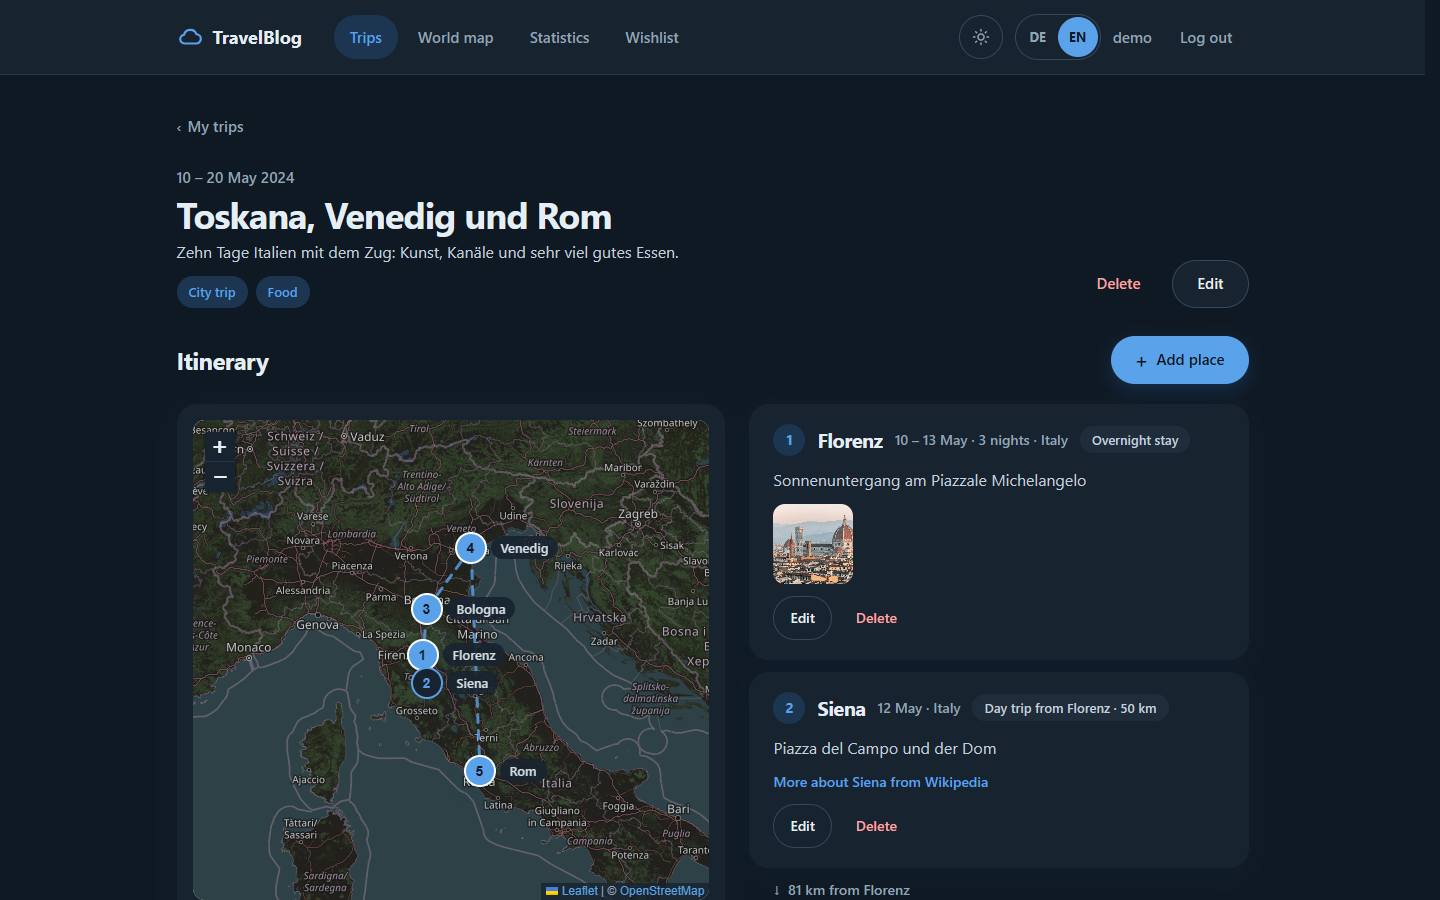 TravelBlog
Trips
World map
Statistics
Wishlist
DE
EN
demo
Log out
‹ My trips
10 – 20 May 2024
Toskana, Venedig und Rom
Zehn Tage Italien mit dem Zug: Kunst, Kanäle und sehr viel gutes Essen.
City trip
Food
Delete
Edit
Itinerary
+ Add place
+
−
Schweiz /
Suisse /
Svizzera /
Svizra
Vaduz
Tirol
Steiermark
Szombathely
Trentino-
Alto Adige/
Südtirol
Kärnten
Maribor
Varaždin
Slovenija
Zagreb
Varese
Lombardia
Novara
Veneto
Udine
Piemonte
Piacenza
Verona
4
Venedig
Rijeka
Karlovac
Sisak
Alessandria
Parma
3
Bologna
Banja Lu
Genova
La Spezia
Marino
Hrvatska
Bosna i
Monaco
Firen
1
Florenz
Ancona
Zadar
2
Siena
Grosseto
Splitsko-
dalmatinska
županija
Terni
Abruzzo
5
Rom
Italia
Ajaccio
Latina
Giugliano
in Campania
Foggia
Bari
Tàttari/
Sassari
Campania
Puglia
Potenza
Tarant
Sardigna/
Sardegna
Leaflet | © OpenStreetMap
1
Florenz
10 – 13 May · 3 nights · Italy
Overnight stay
Sonnenuntergang am Piazzale Michelangelo
Edit
Delete
2
Siena
12 May · Italy
Day trip from Florenz · 50 km
Piazza del Campo und der Dom
More about Siena from Wikipedia
Edit
Delete
↓ 81 km from Florenz